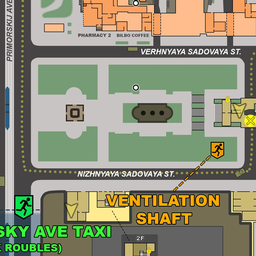 PRIMORSKIJ AVE
PHARMACY 2
BILBO COFFEE
VERHNYAYA SADOVAYA ST.
NIZHNYAYA SADOVAYA ST.
VENTILATION
SHAFT
SKY AVE TAXI
ROUBLES)
2F